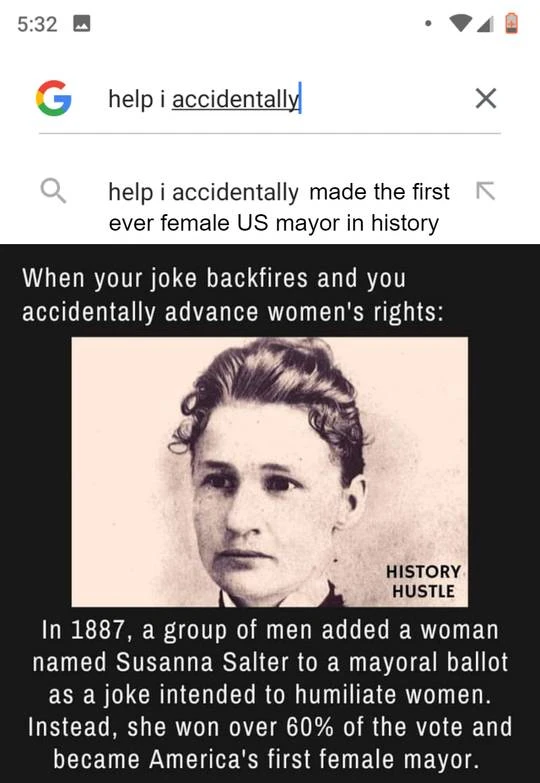 5:32
help i accidentally
help i accidentally made the first
ever female US mayor in history
When your joke backfires and you
accidentally advance women's rights:
HISTORY
HUSTLE
In 1887, a group of men added a woman
named Susanna Salter to a mayoral ballot
as a joke intended to humiliate women.
Instead, she won over 60% of the vote and
became America's first female mayor.